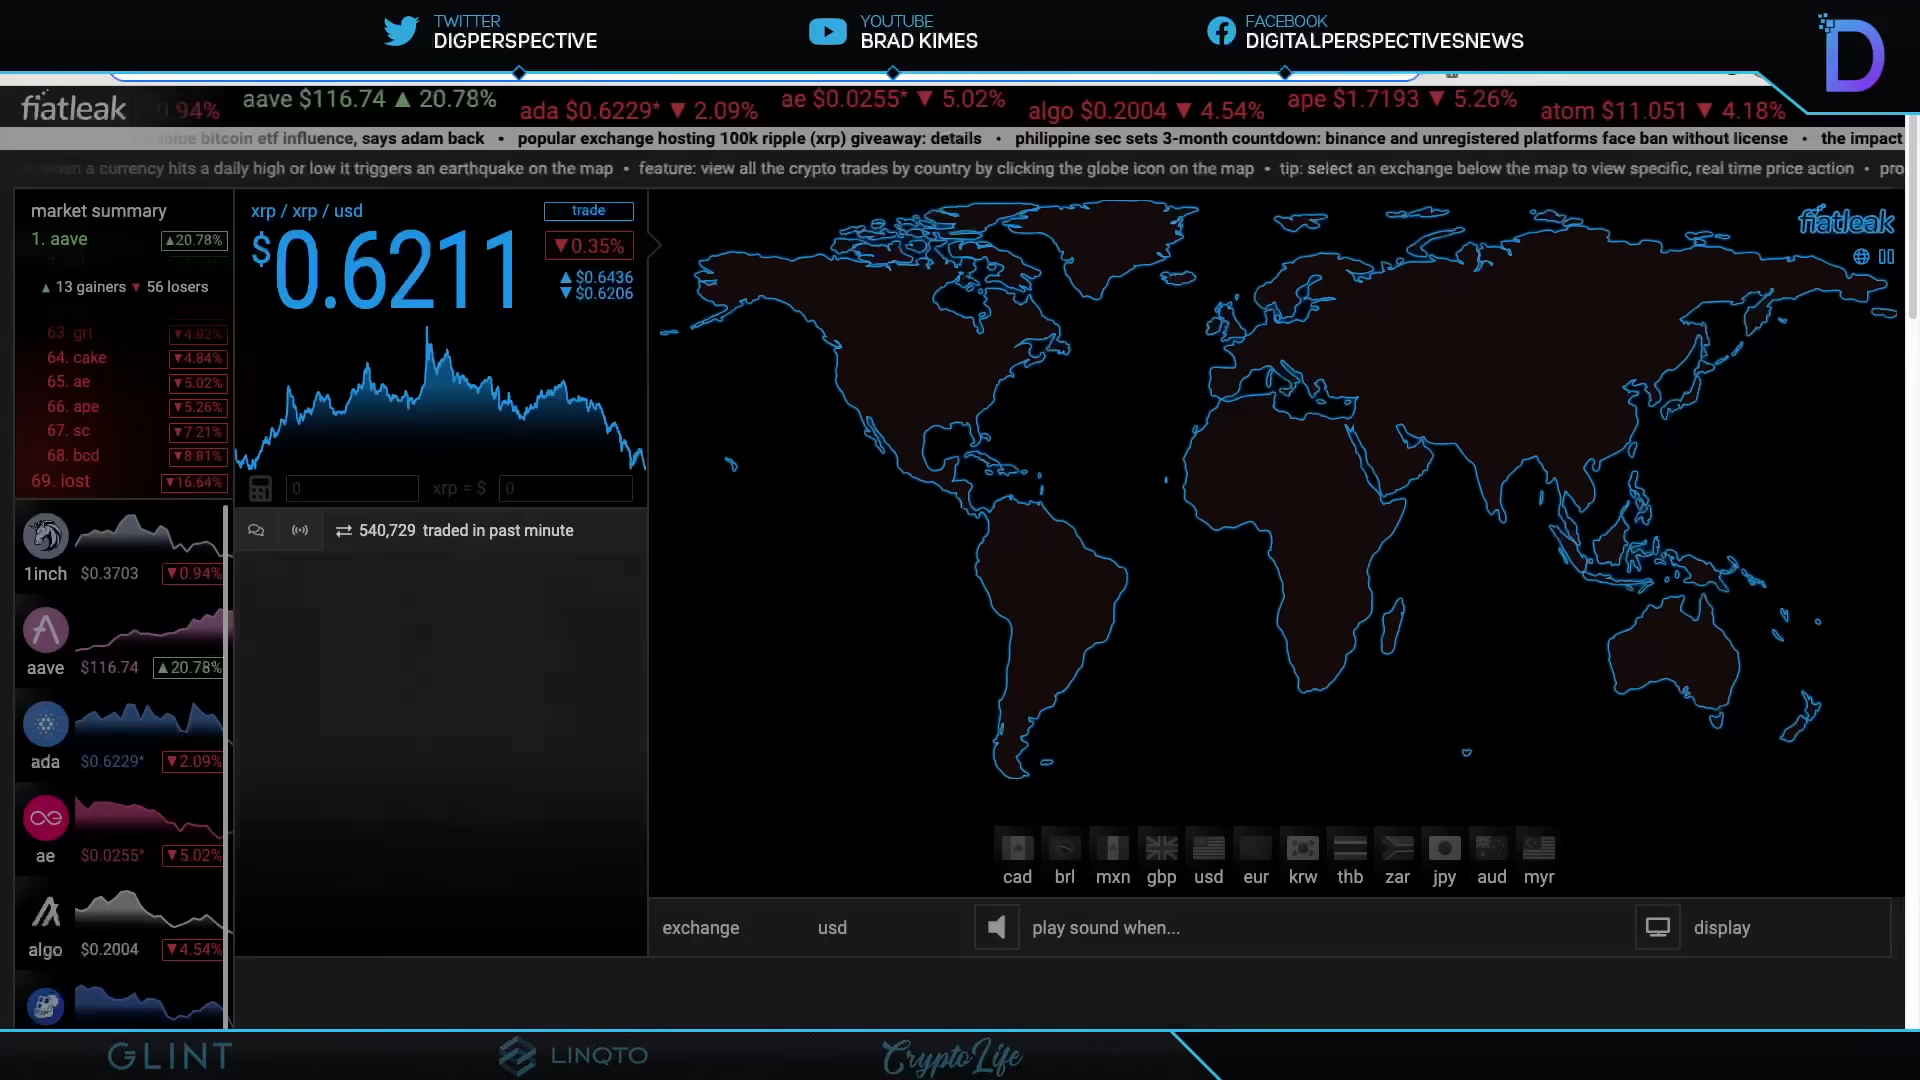 TWITTER
DIGPERSPECTIVE
YOUTUBE
BRAD KIMES
FACEBOOK
DIGITALPERSPECTIVESNEWS
D
fiatleak
0.94%
aave $116.74 ▲ 20.78%
ada $0.6229* ▼ 2.09%
ae $0.0255* ▼ 5.02%
algo $0.2004 ▼ 4.54%
ape $1.7193 ▼ 5.26%
atom $11.051 ▼ 4.18%
bitcoin etf influence, says adam back • popular exchange hosting 100k ripple (xrp) giveaway: details • philippine sec sets 3-month countdown: binance and unregistered platforms face ban without license • the impact
when a currency hits a daily high or low it triggers an earthquake on the map • feature: view all the crypto trades by country by clicking the globe icon on the map • tip: select an exchange below the map to view specific, real time price action • pro
market summary
1. aave ▲20.78%
▲ 13 gainers ▼ 56 losers
63. grt ▼4.82%
64. cake ▼4.84%
65. ae ▼5.02%
66. ape ▼5.26%
67. sc ▼7.21%
68. bcd ▼8.81%
69. iost ▼16.64%
xrp / xrp / usd
trade
$0.6211
▼0.35%
▲ $0.6436
▼ $0.6206
0 xrp = $ 0
540,729 traded in past minute
1inch $0.3703 ▼0.94%
aave $116.74 ▲20.78%
ada $0.6229* ▼2.09%
ae $0.0255* ▼5.02%
algo $0.2004 ▼4.54%
fiatleak
cad brl mxn gbp usd eur krw thb zar jpy aud myr
exchange usd play sound when... display
GLINT
LINQTO
CryptoLife